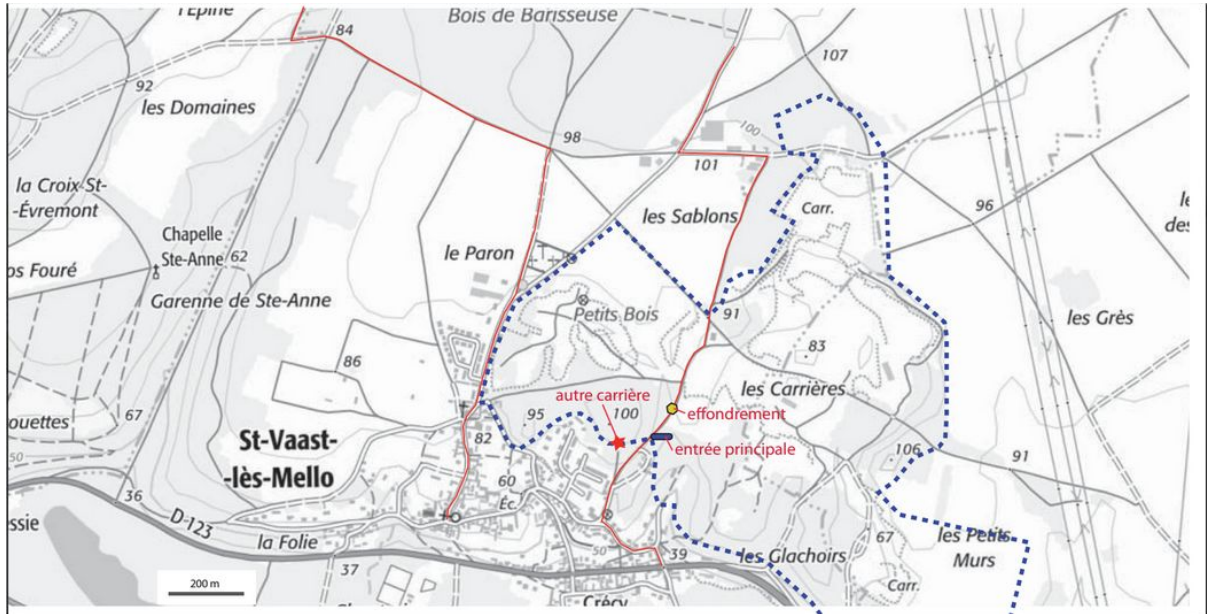 l'Épine
84
Bois de Barisseuse
107
92
les Domaines
98
100
101
la Croix-St-
-Évremont
les Sablons
Carr.
96
Chapelle
Ste-Anne
62
le Paron
os Fouré
Garenne de Ste-Anne
Petits Bois
91
les Grès
83
86
les Carrières
autre carrière
ouettes
67
95
100
effondrement
St-Vaast-
-lès-Mello
82
entrée principale
106
91
50
60
Éc.
36
D 123
essie
la Folie
50
39
les Glachoirs
67
les Petits
Murs
37
200 m
Carr.
Crécy